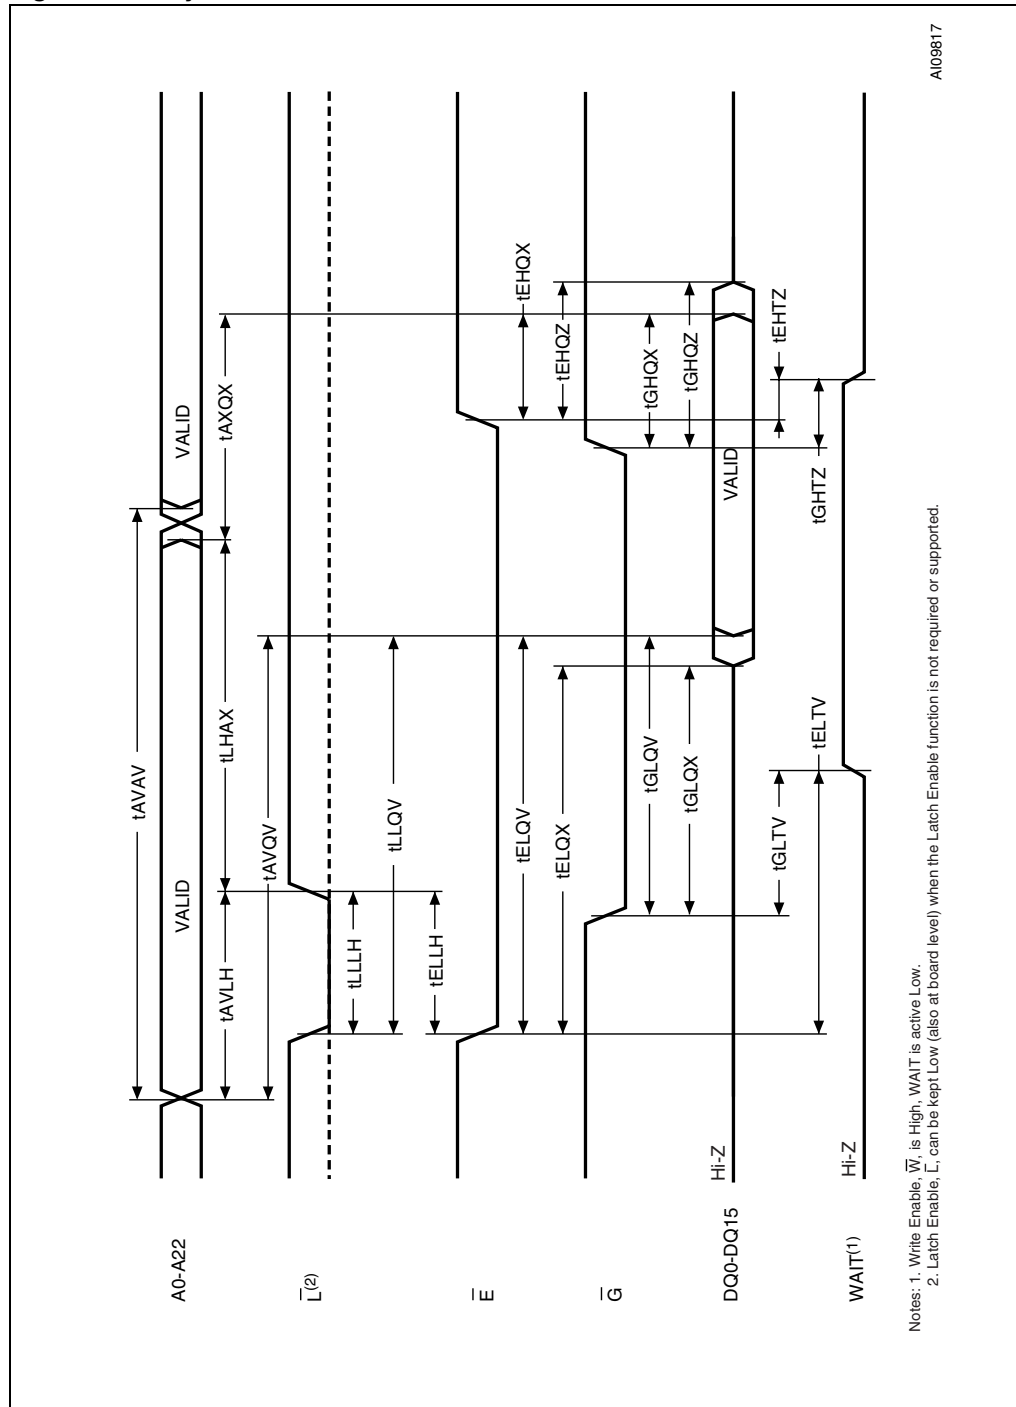 A0-A22
VALID
VALID
tAVAV
tAVLH
tLHAX
tAXQX
tAVQV
L̅(2)
tLLLH
tLLQV
tELLH
E̅
tELQV
tEHQX
tELQX
tEHQZ
G̅
tGLQV
tGHQX
tGLQX
tGHQZ
DQ0-DQ15
Hi-Z
VALID
tGLTV
tEHTZ
tELTV
tGHTZ
WAIT(1)
Hi-Z
Notes: 1. Write Enable, W̅, is High, WAIT is active Low.
2. Latch Enable, L̅, can be kept Low (also at board level) when the Latch Enable function is not required or supported.
AI09817